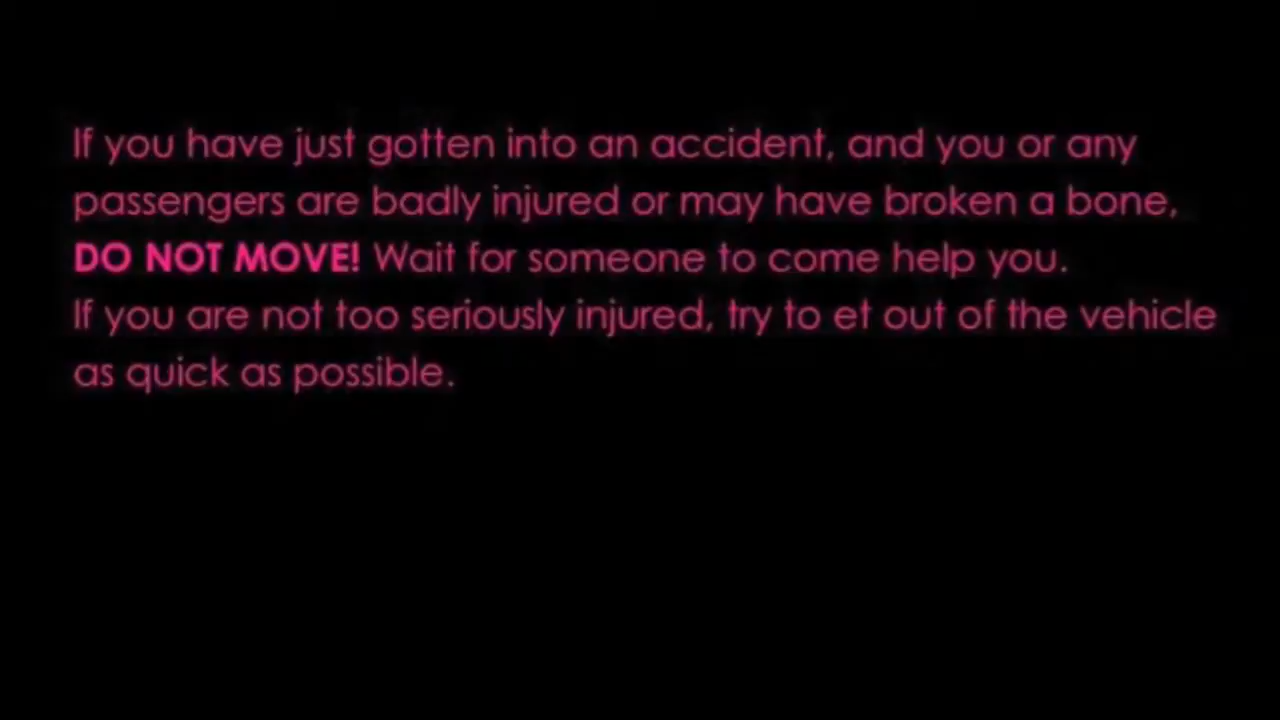 If you have just gotten into an accident, and you or any
passengers are badly injured or may have broken a bone,
DO NOT MOVE! Wait for someone to come help you.
If you are not too seriously injured, try to et out of the vehicle
as quick as possible.